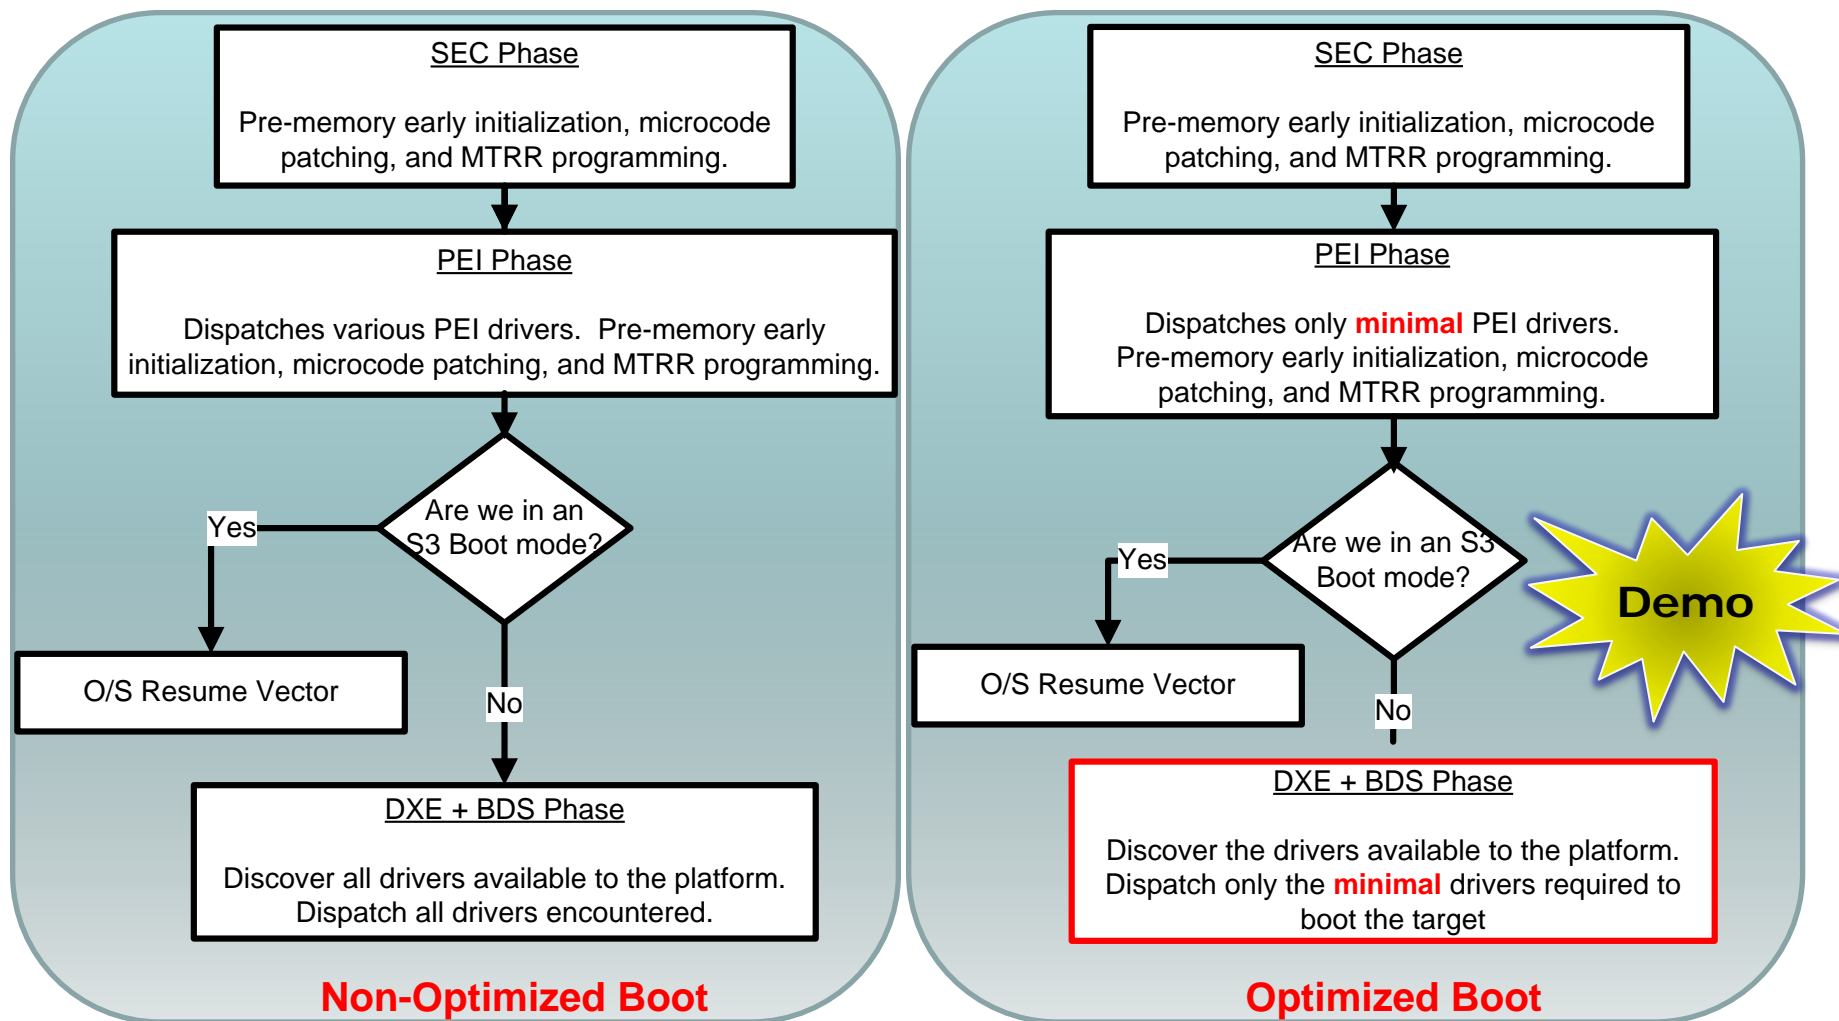 SEC Phase
Pre-memory early initialization, microcode
patching, and MTRR programming.
PEI Phase
Dispatches various PEI drivers.  Pre-memory early
initialization, microcode patching, and MTRR programming.
Are we in an
S3 Boot mode?
Yes
O/S Resume Vector
No
DXE + BDS Phase
Discover all drivers available to the platform.
Dispatch all drivers encountered.
Non-Optimized Boot
SEC Phase
Pre-memory early initialization, microcode
patching, and MTRR programming.
PEI Phase
Dispatches only minimal PEI drivers.
Pre-memory early initialization, microcode
patching, and MTRR programming.
Are we in an S3
Boot mode?
Yes
Demo
O/S Resume Vector
No
DXE + BDS Phase
Discover the drivers available to the platform.
Dispatch only the minimal drivers required to
boot the target
Optimized Boot